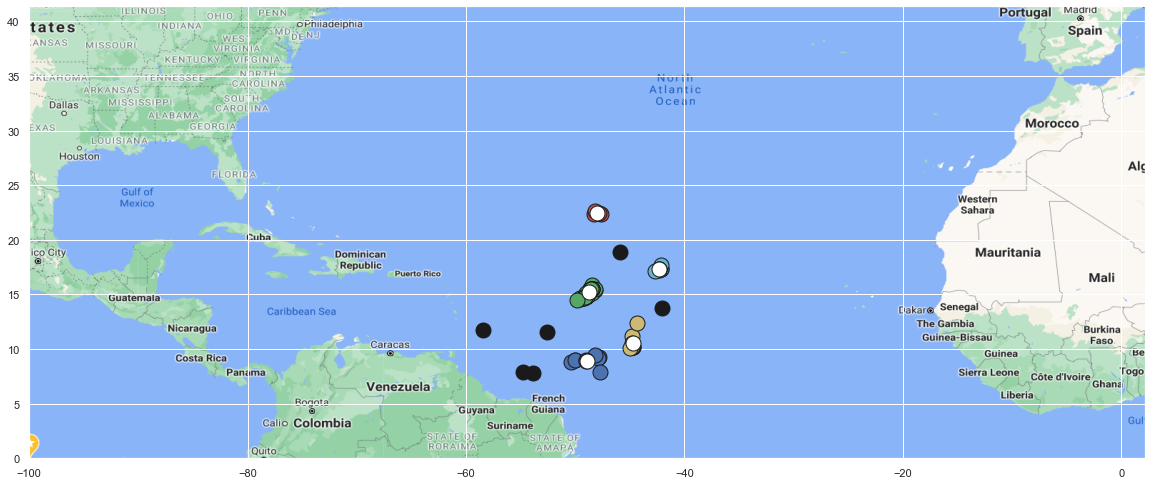 ILLINOIS
OHIO
PENN
Philadelphia
Portugal
Madrid
Spain
40
tates
INDIANA
MD
DE
NJ
ANSAS
MISSOURI
WEST
VIRGINIA
KENTUCKY
VIRGINIA
35
OKLAHOMA
TENNESSEE
NORTH
CAROLINA
North
Atlantic
Ocean
ARKANSAS
MISSISSIPPI
SOUTH
CAROLINA
Dallas
ALABAMA
GEORGIA
Morocco
30
EXAS
LOUISIANA
Houston
FLORIDA
Alg
25
Gulf of
Mexico
Western
Sahara
20
Cuba
ico City
Dominican
Republic
Puerto Rico
Mauritania
Mali
15
Guatemala
Caribbean Sea
Dakar
Senegal
The Gambia
Nicaragua
Guinea-Bissau
Burkina
Faso
10
Costa Rica
Caracas
Panama
Venezuela
Guinea
Sierra Leone
Côte d'Ivoire
Ghana
Be
Togo
Liberia
5
Bogota
Cali
Colombia
Guyana
Suriname
French
Guiana
STATE OF
RORAIMA
STATE OF
AMAPA
Gulf
Quito
0
−100
−80
−60
−40
−20
0